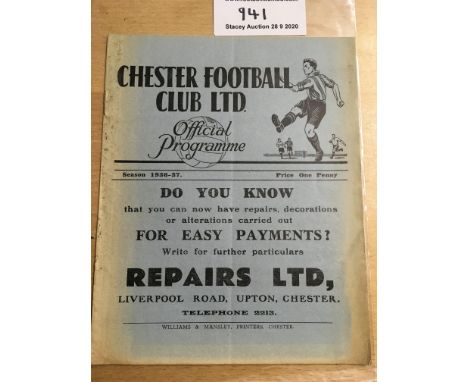 941
Stacey Auction 28 9 2020
CHESTER FOOTBALL
CLUB LTD.
Official
Programme
Season 1936-37. Price One Penny
DO YOU KNOW
that you can now have repairs, decorations
or alterations carried out
FOR EASY PAYMENTS?
Write for further particulars
REPAIRS LTD,
LIVERPOOL ROAD, UPTON, CHESTER.
TELEPHONE 2213.
WILLIAMS & MANSLEY, PRINTERS, CHESTER.